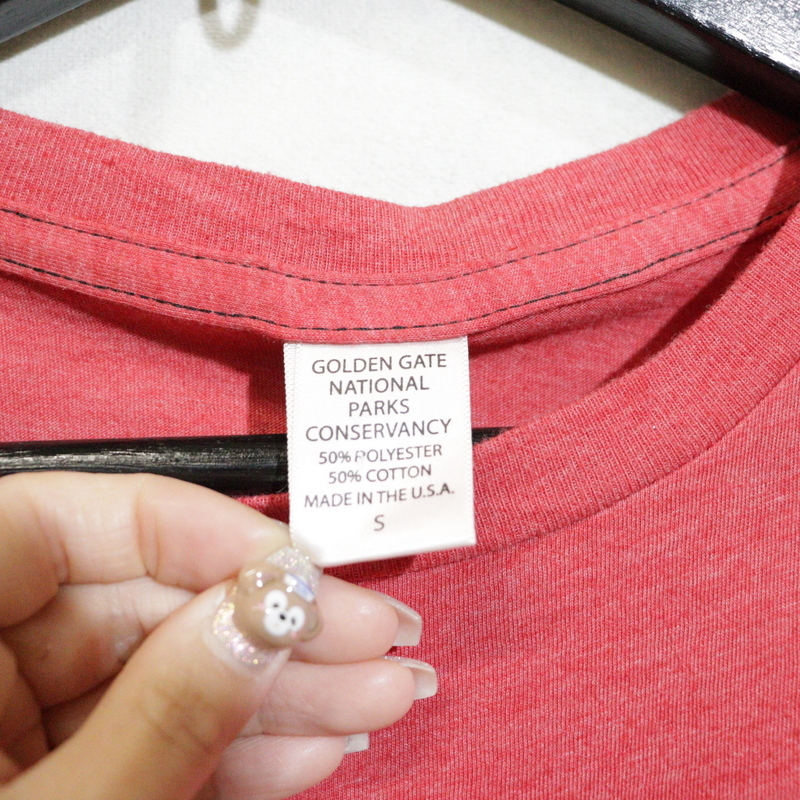 GOLDEN GATE
NATIONAL
PARKS
CONSERVANCY
50% POLYESTER
50% COTTON
MADE IN THE U.S.A.
S